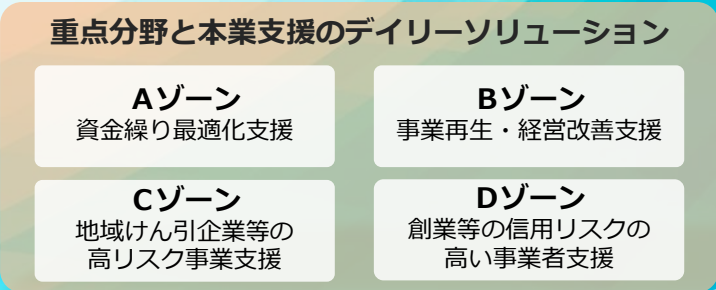 重点分野と本業支援のデイリーソリューション
Aゾーン
資金繰り最適化支援
Bゾーン
事業再生・経営改善支援
Cゾーン
地域けん引企業等の
高リスク事業支援
Dゾーン
創業等の信用リスクの
高い事業者支援